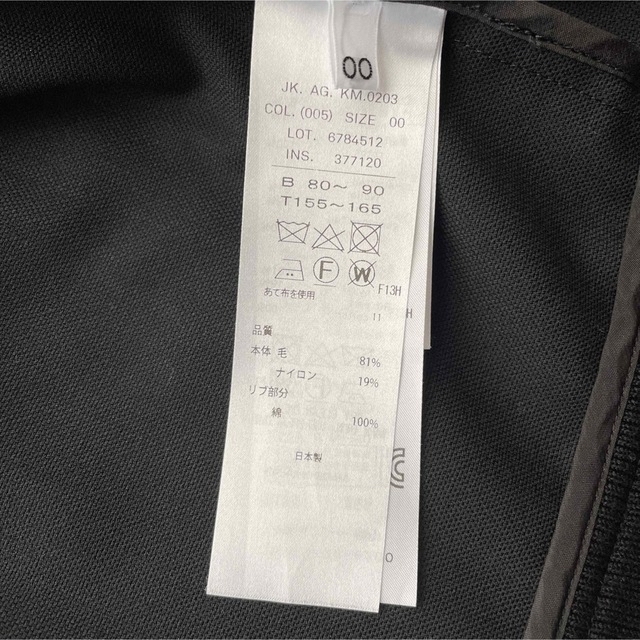 00
JK. AG. KM.0203
COL. (005) SIZE 00
LOT. 6784512
INS. 377120
B 80～ 90
T155～165
F
W
F13H
あて布を使用
11
H
品質
本体 毛 81%
ナイロン 19%
リブ部分
綿 100%
日本製